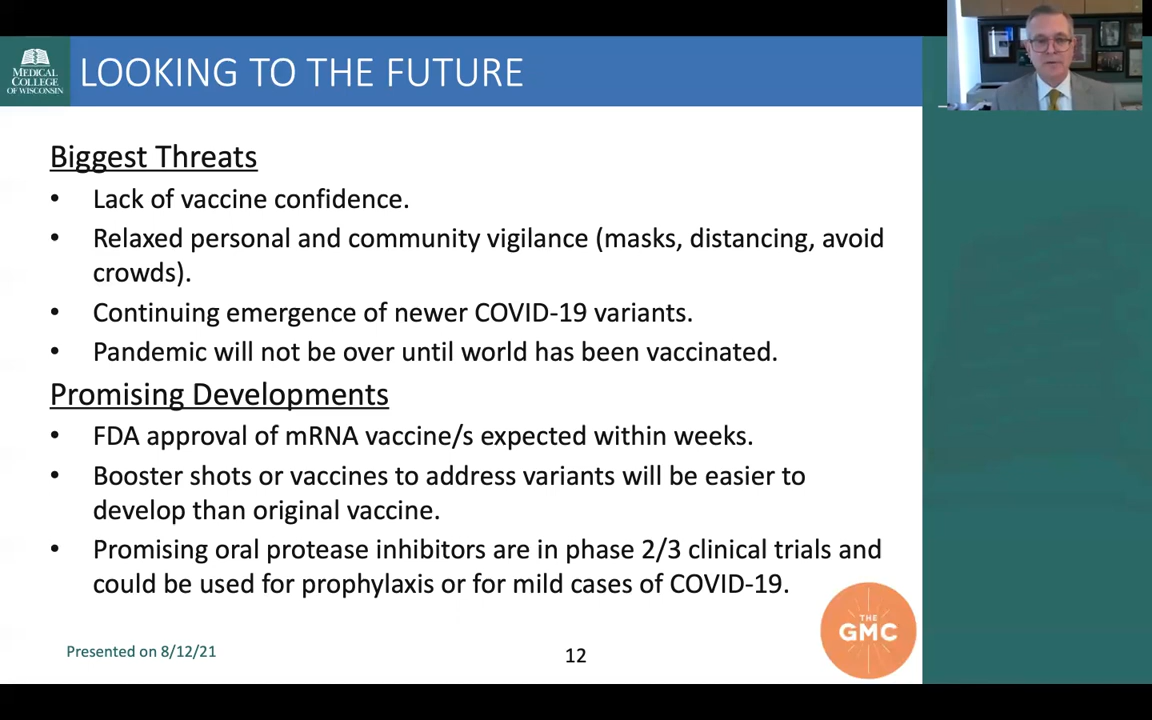 MEDICAL
COLLEGE
OF WISCONSIN
LOOKING TO THE FUTURE
Biggest Threats
• Lack of vaccine confidence.
• Relaxed personal and community vigilance (masks, distancing, avoid
crowds).
• Continuing emergence of newer COVID-19 variants.
• Pandemic will not be over until world has been vaccinated.
Promising Developments
• FDA approval of mRNA vaccine/s expected within weeks.
• Booster shots or vaccines to address variants will be easier to
develop than original vaccine.
• Promising oral protease inhibitors are in phase 2/3 clinical trials and
could be used for prophylaxis or for mild cases of COVID-19.
THE
GMC
Presented on 8/12/21
12